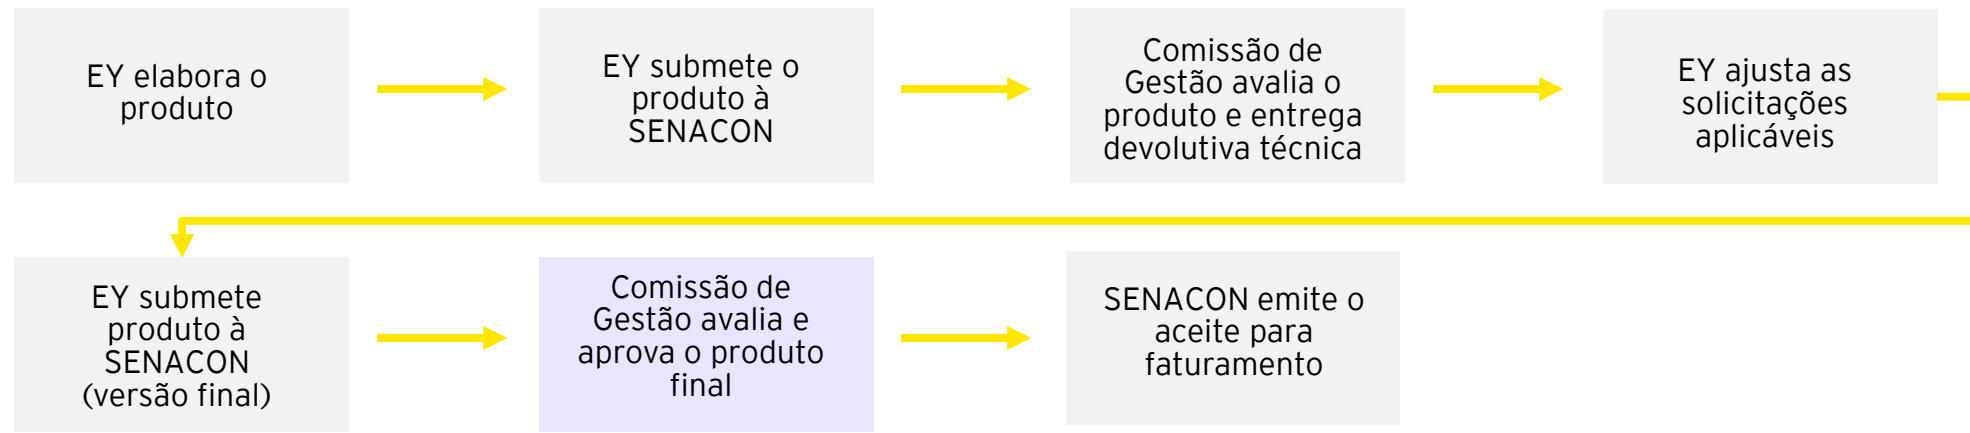 EY elabora o
produto
EY submete o
produto à
SENACON
Comissão de
Gestão avalia o
produto e entrega
devolutiva técnica
EY ajusta as
solicitações
aplicáveis
EY submete
produto à
SENACON
(versão final)
Comissão de
Gestão avalia e
aprova o produto
final
SENACON emite o
aceite para
faturamento